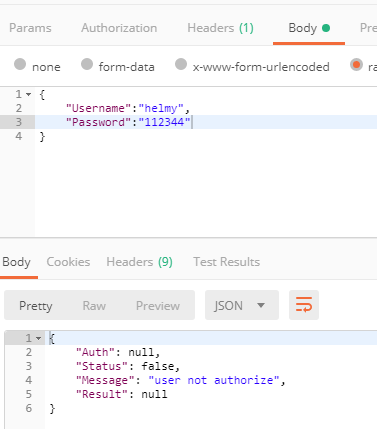 Params Authorization Headers (1) Body Pre
none form-data x-www-form-urlencoded ra
1 {
2 "Username":"helmy",
3 "Password":"112344"
4 }
Body Cookies Headers (9) Test Results
Pretty Raw Preview JSON
1 {
2 "Auth": null,
3 "Status": false,
4 "Message": "user not authorize",
5 "Result": null
6 }